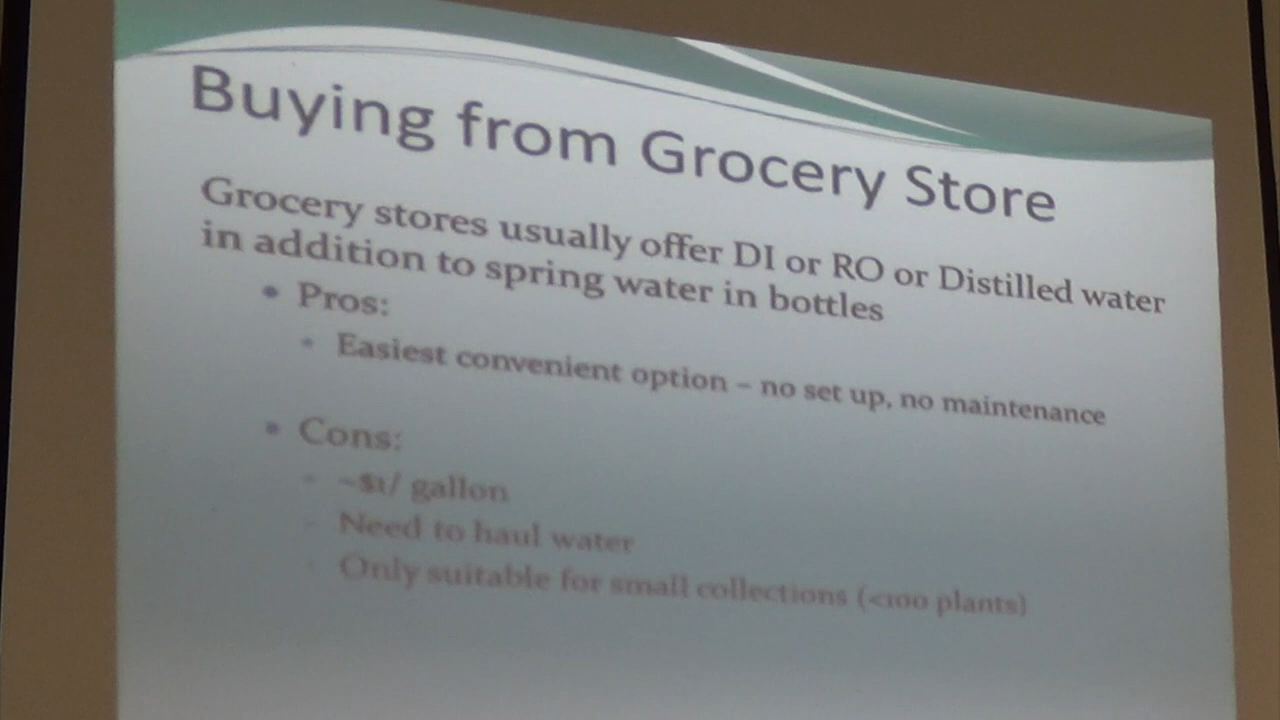 Buying from Grocery Store
Grocery stores usually offer DI or RO or Distilled water
in addition to spring water in bottles
• Pros:
• Easiest convenient option – no set up, no maintenance
• Cons:
~$1/ gallon
Need to haul water
Only suitable for small collections (<100 plants)